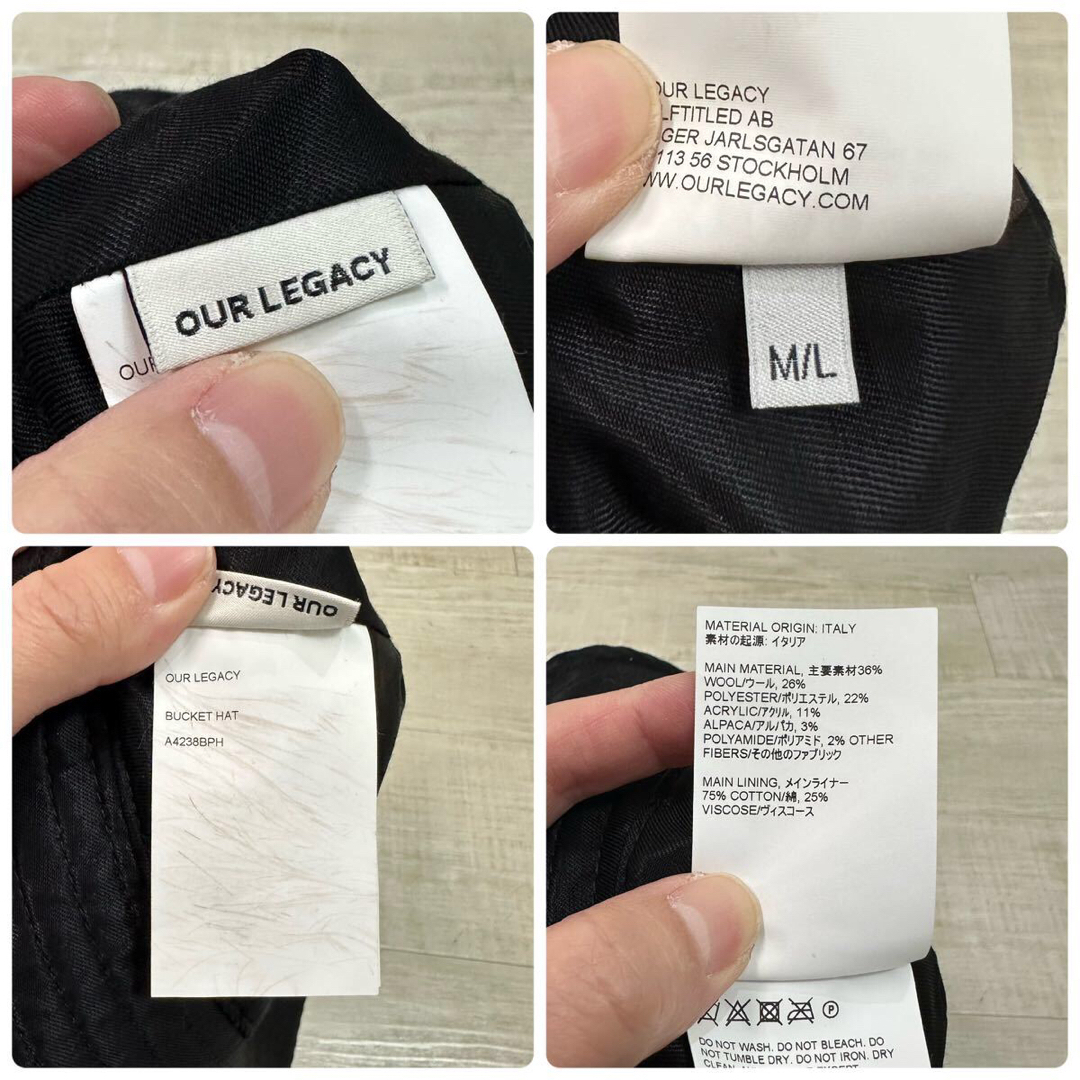 OUR LEGACY
OUR LEGACY
AB
JARLSGATAN 67
113 56 STOCKHOLM
WWW.OURLEGACY.COM
M/L
OUR LEGACY
OUR LEGACY
BUCKET HAT
A4238BPH
MATERIAL ORIGIN: ITALY
素材の起源: イタリア
MAIN MATERIAL, 主要素材36%
WOOL/ウール, 26%
POLYESTER/ポリエステル, 22%
ACRYLIC/アクリル, 11%
ALPACA/アルパカ, 3%
POLYAMIDE/ポリアミド, 2% OTHER
FIBERS/その他のファブリック
MAIN LINING, メインライナー
75% COTTON/綿, 25%
VISCOSE/ヴィスコース
P
DO NOT WASH. DO NOT BLEACH. DO
NOT TUMBLE DRY. DO NOT IRON. DRY